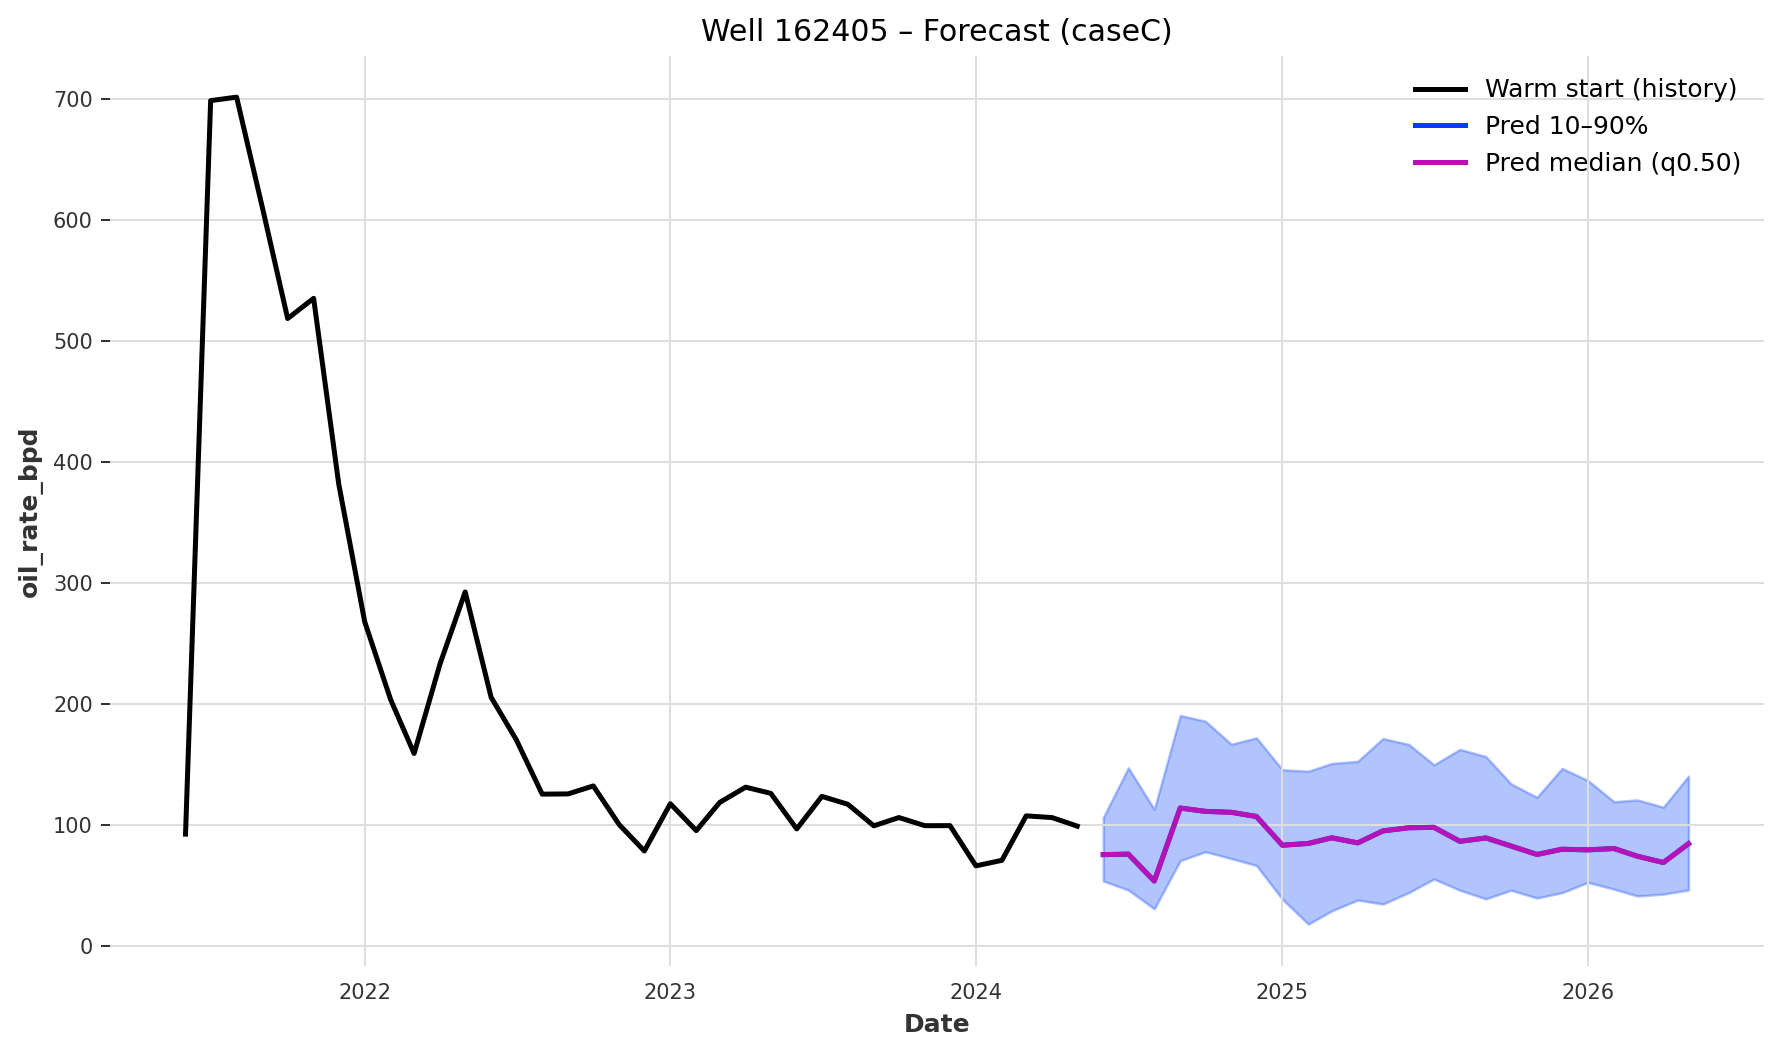 Well 162405 – Forecast (caseC)
Warm start (history)
Pred 10–90%
Pred median (q0.50)
oil_rate_bpd
700
600
500
400
300
200
100
0
2022 2023 2024 2025 2026
Date